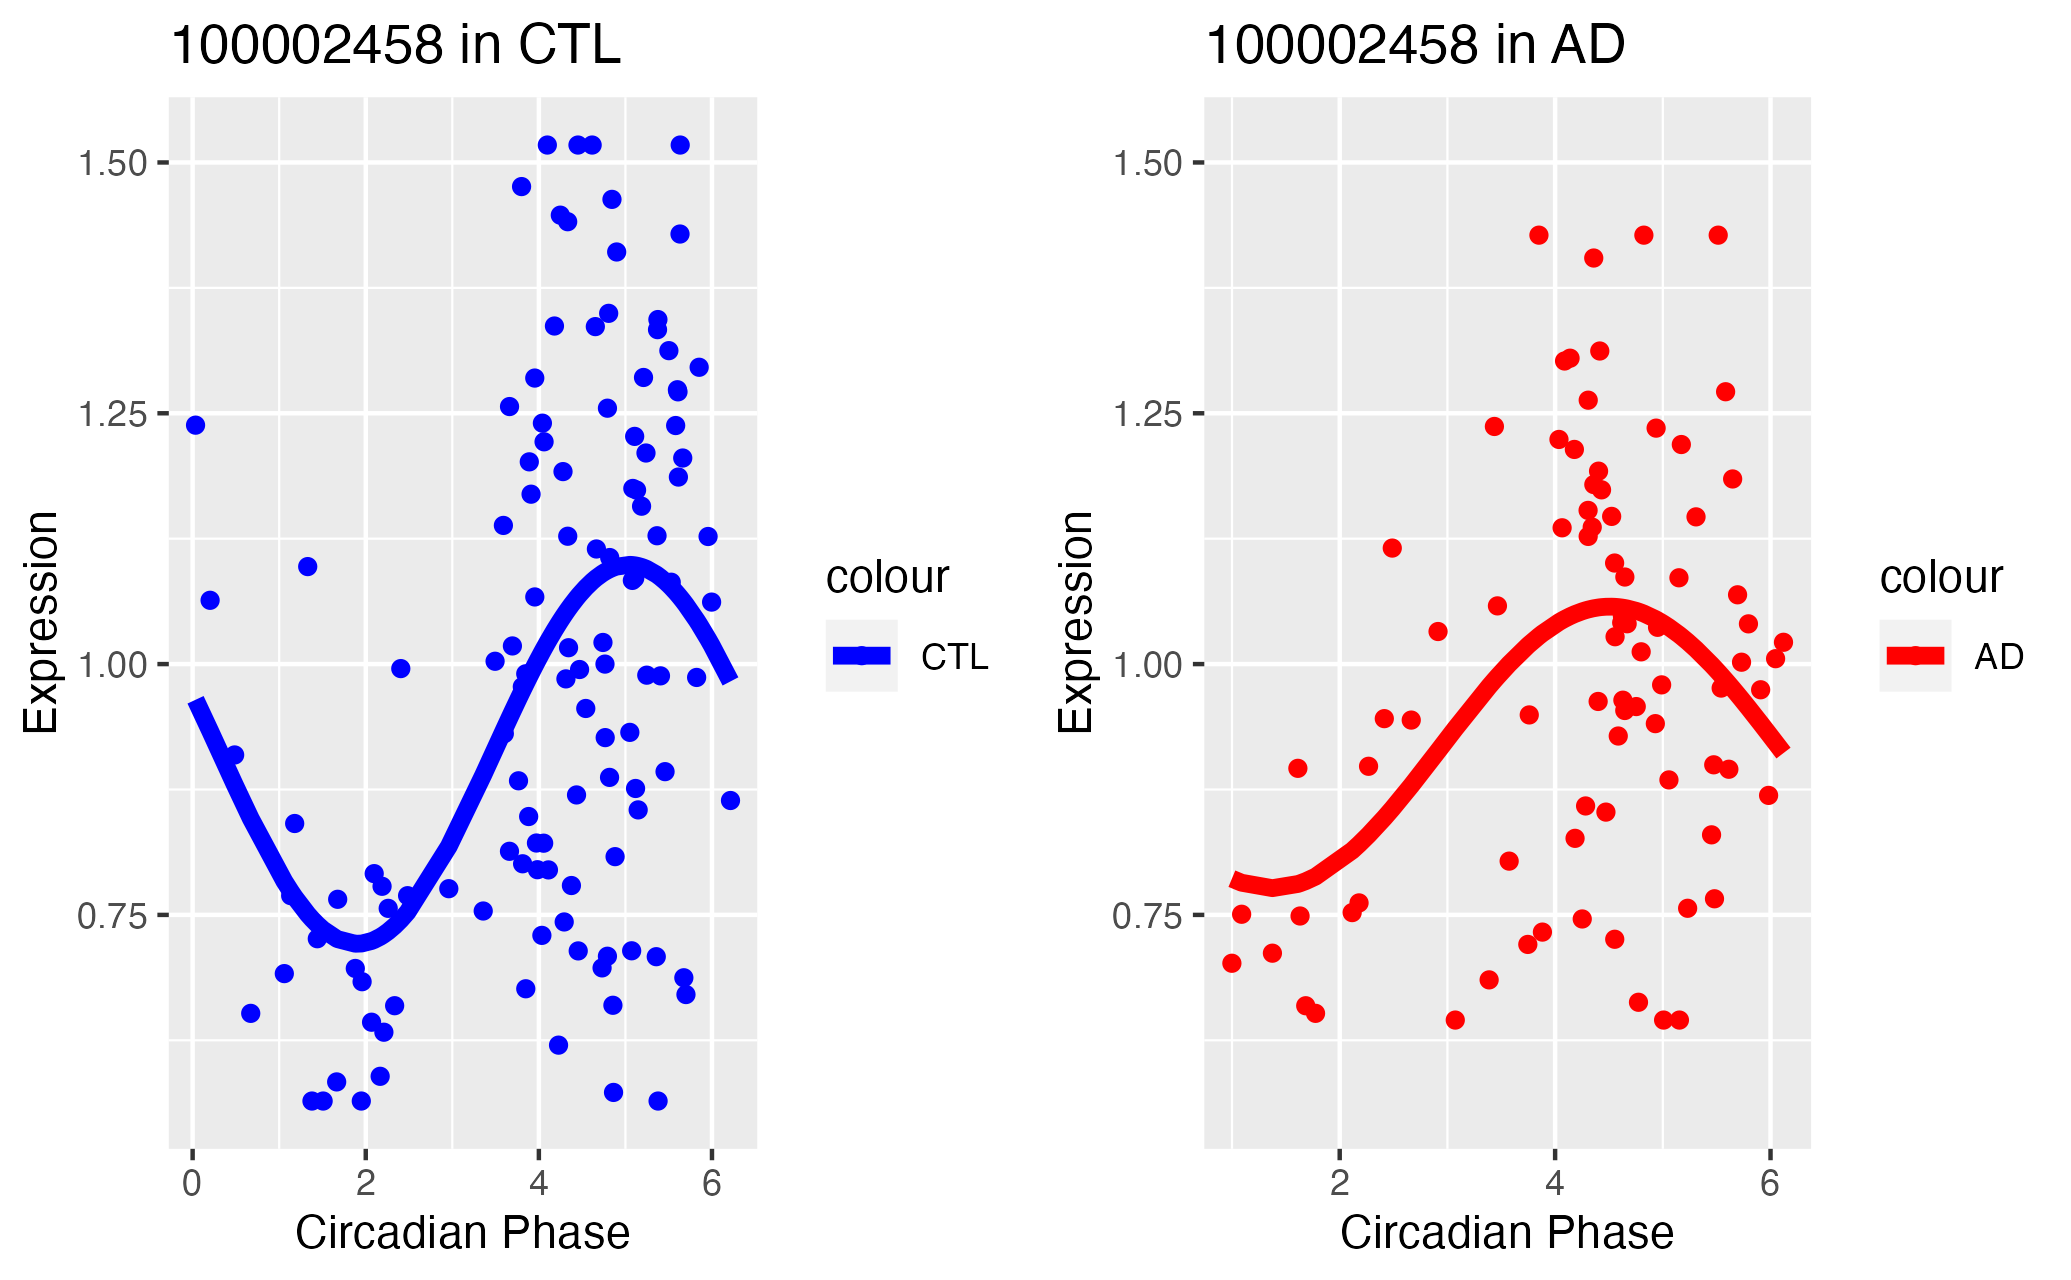 100002458 in CTL
Expression
1.50
1.25
1.00
0.75
0
2
4
6
Circadian Phase
colour
CTL
100002458 in AD
Expression
1.50
1.25
1.00
0.75
2
4
6
Circadian Phase
colour
AD